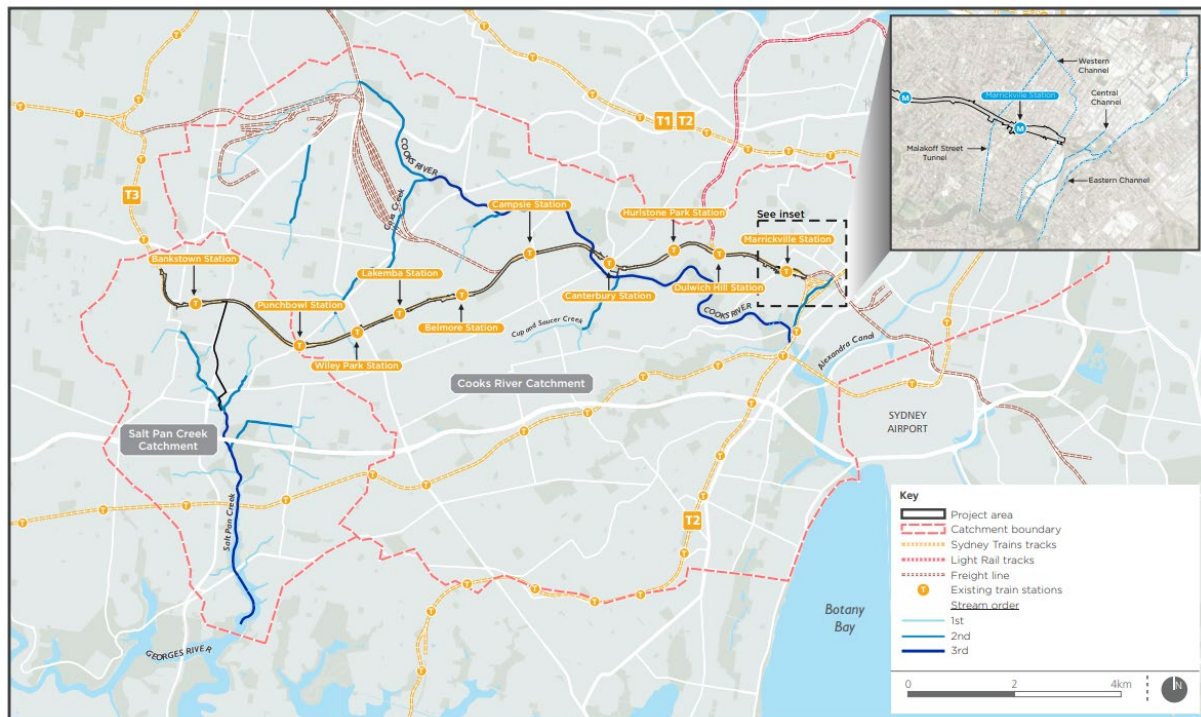 T1 T2
T3
T2
COOKS RIVER
Campsie Station
Hurlstone Park Station
See inset
Marrickville Station
Bankstown Station
Lakemba Station
Punchbowl Station
Canterbury Station
Dulwich Hill Station
Belmore Station
COOKS RIVER
Cup and Saucer Creek
Wiley Park Station
Alexandra Canal
Cooks River Catchment
Salt Pan Creek
Catchment
SYDNEY
AIRPORT
Salt Pan Creek
GEORGES RIVER
Botany
Bay
Western
Channel
Central
Channel
M
Marrickville Station
M
Malakoff Street
Tunnel
Eastern Channel
Key
Project area
Catchment boundary
Sydney Trains tracks
Light Rail tracks
Freight line
T Existing train stations
Stream order
1st
2nd
3rd
0 2 4km
N